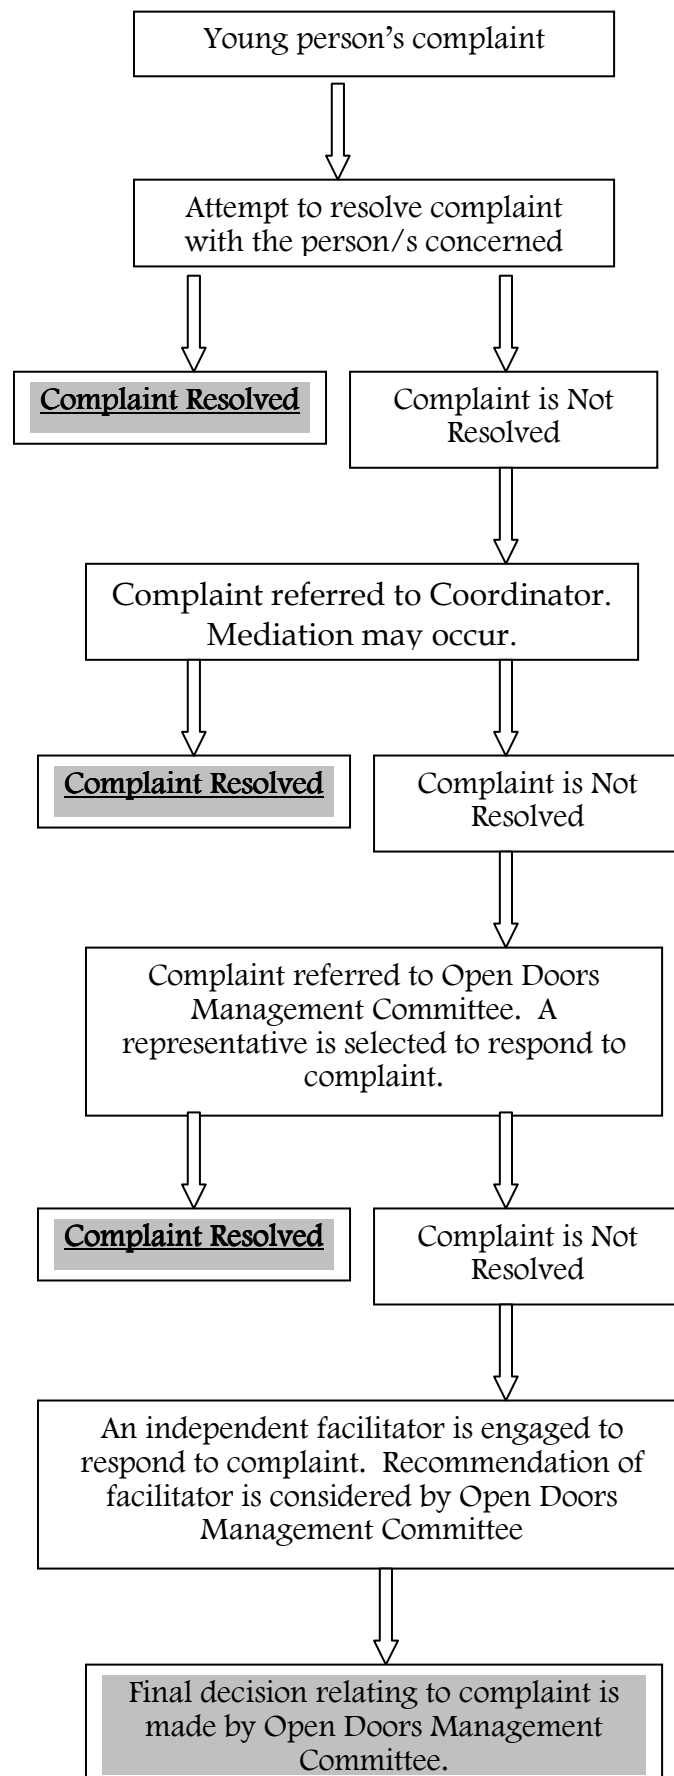 Young person's complaint
Attempt to resolve complaint
with the person/s concerned
Complaint Resolved
Complaint is Not
Resolved
Complaint referred to Coordinator.
Mediation may occur.
Complaint Resolved
Complaint is Not
Resolved
Complaint referred to Open Doors
Management Committee.  A
representative is selected to respond to
complaint.
Complaint Resolved
Complaint is Not
Resolved
An independent facilitator is engaged to
respond to complaint.  Recommendation of
facilitator is considered by Open Doors
Management Committee
Final decision relating to complaint is
made by Open Doors Management
Committee.